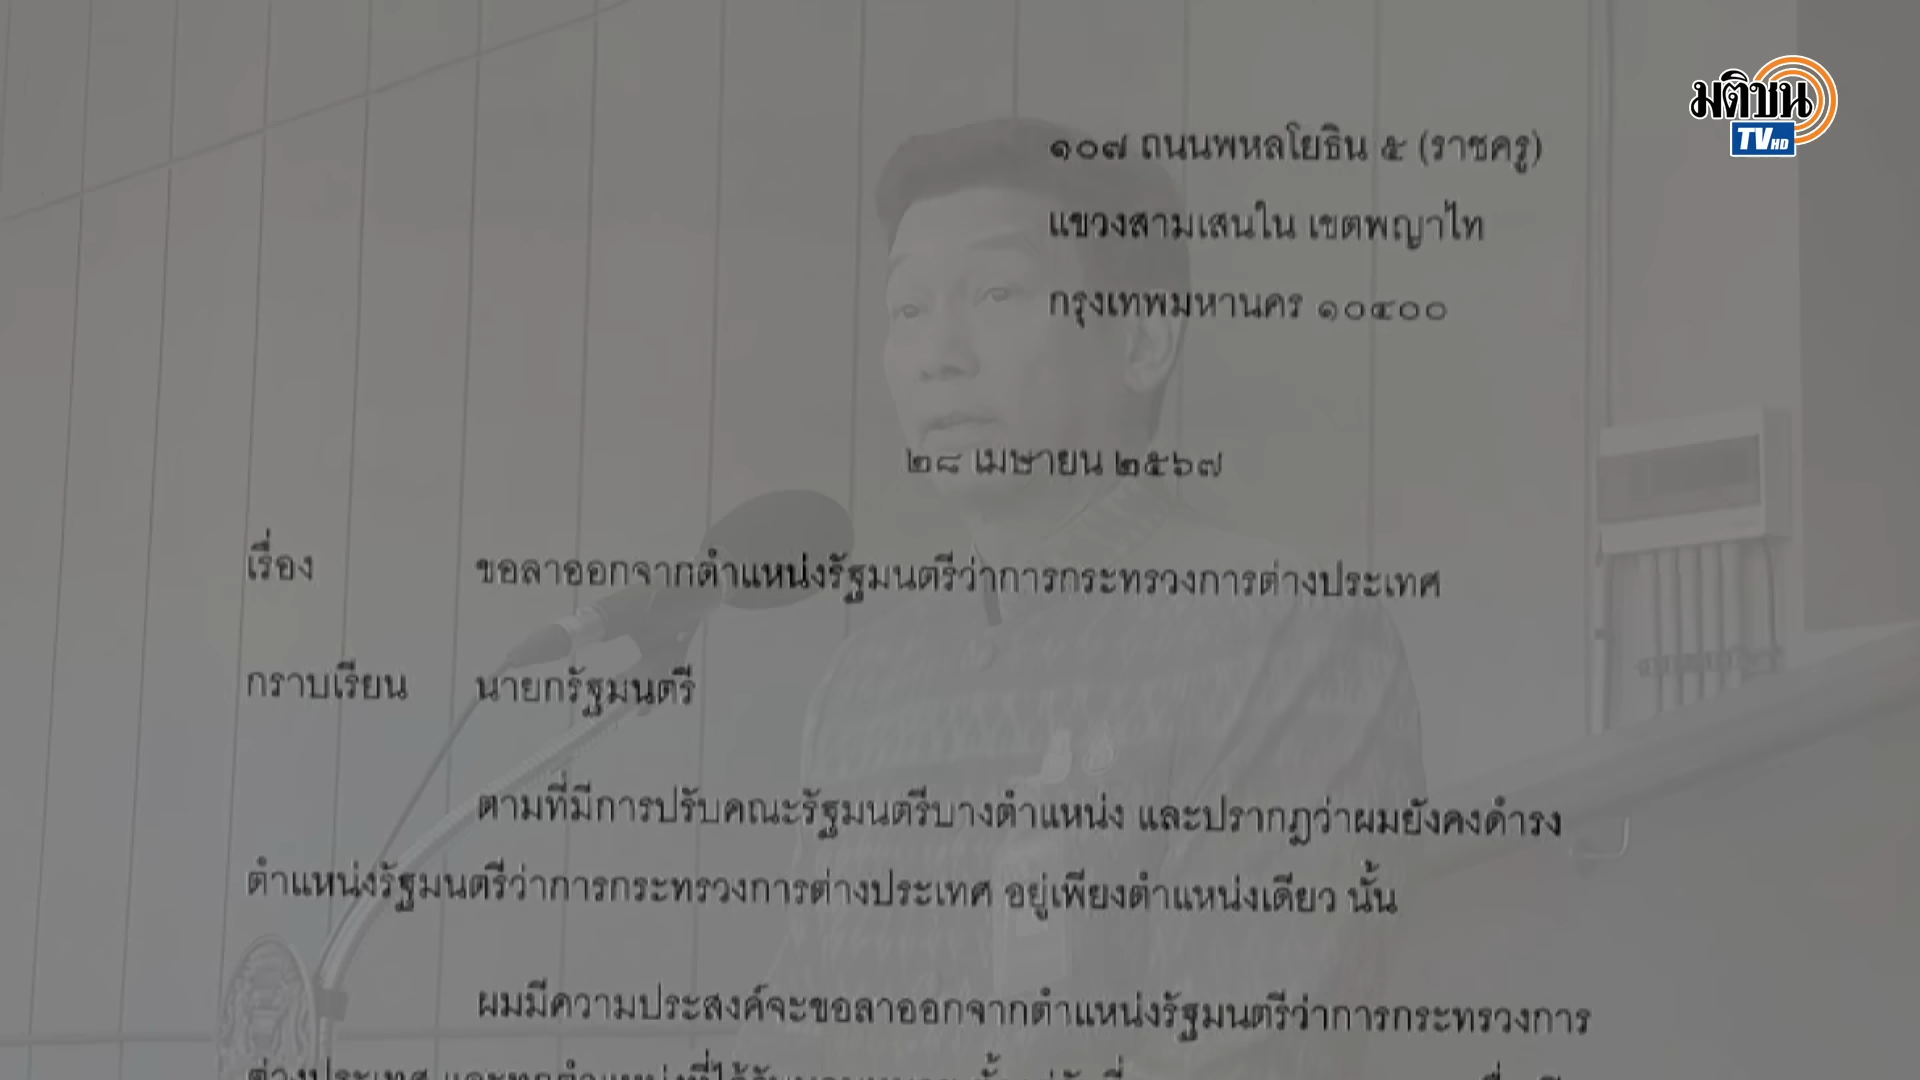 มติชน
TV HD
๑๐๗ ถนนพหลโยธิน ๕ (ราชครู)
แขวงสามเสนใน เขตพญาไท
กรุงเทพมหานคร ๑๐๔๐๐
๒๘ เมษายน ๒๕๖๗
เรื่อง ขอลาออกจากตำแหน่งรัฐมนตรีว่าการกระทรวงการต่างประเทศ
กราบเรียน นายกรัฐมนตรี
ตามที่มีการปรับคณะรัฐมนตรีบางตำแหน่ง และปรากฏว่าผมยังคงดำรง
ตำแหน่งรัฐมนตรีว่าการกระทรวงการต่างประเทศ อยู่เพียงตำแหน่งเดียว นั้น
ผมมีความประสงค์จะขอลาออกจากตำแหน่งรัฐมนตรีว่าการกระทรวงการ
ต่างประเทศ